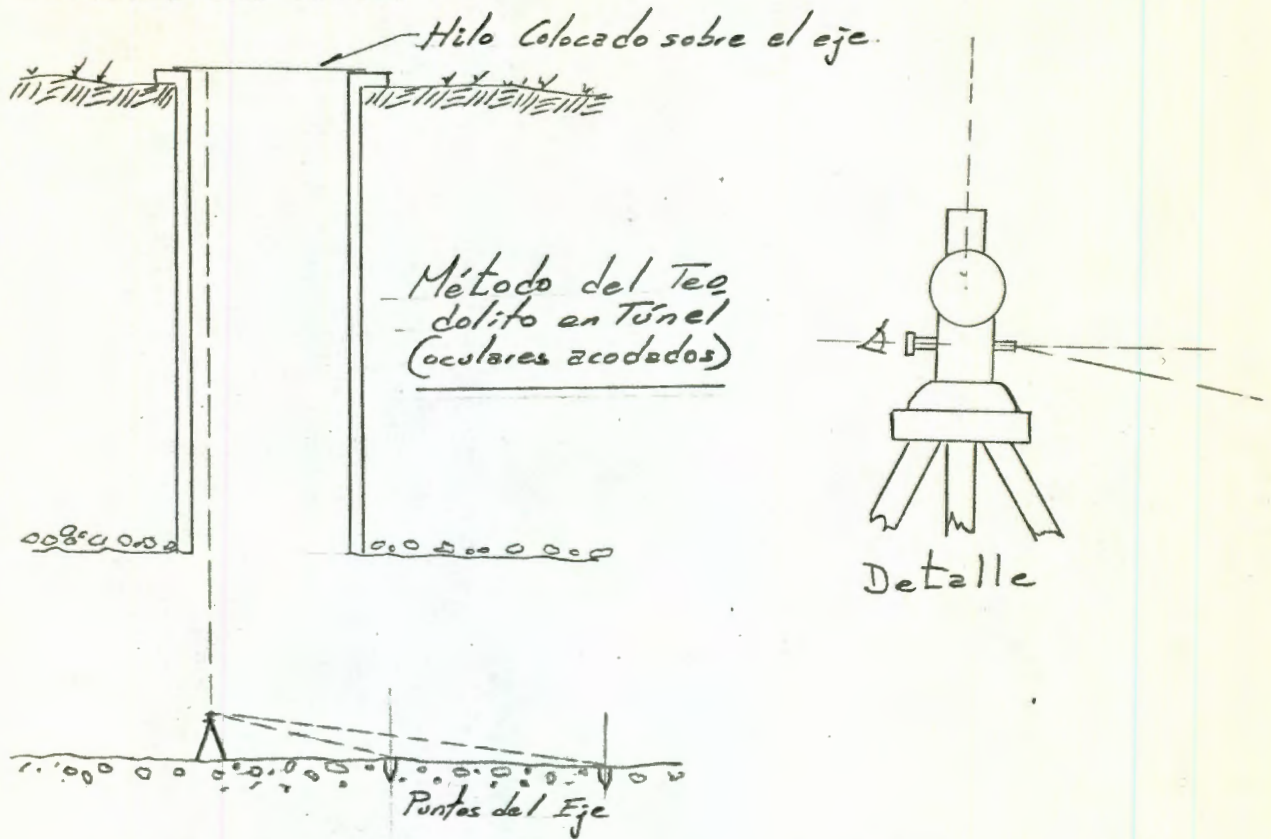 Hilo Colocado sobre el eje.
Método del Teo
dolito en Túnel
(oculares acodados)
Detalle
Puntos del Eje